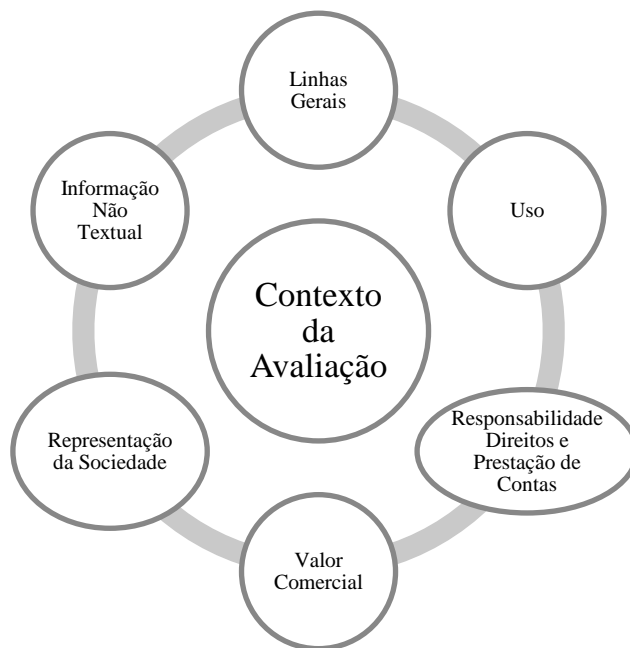 Linhas
Gerais
Uso
Responsabilidade
Direitos e
Prestação de
Contas
Valor
Comercial
Representação
da Sociedade
Informação
Não
Textual
Contexto
da
Avaliação